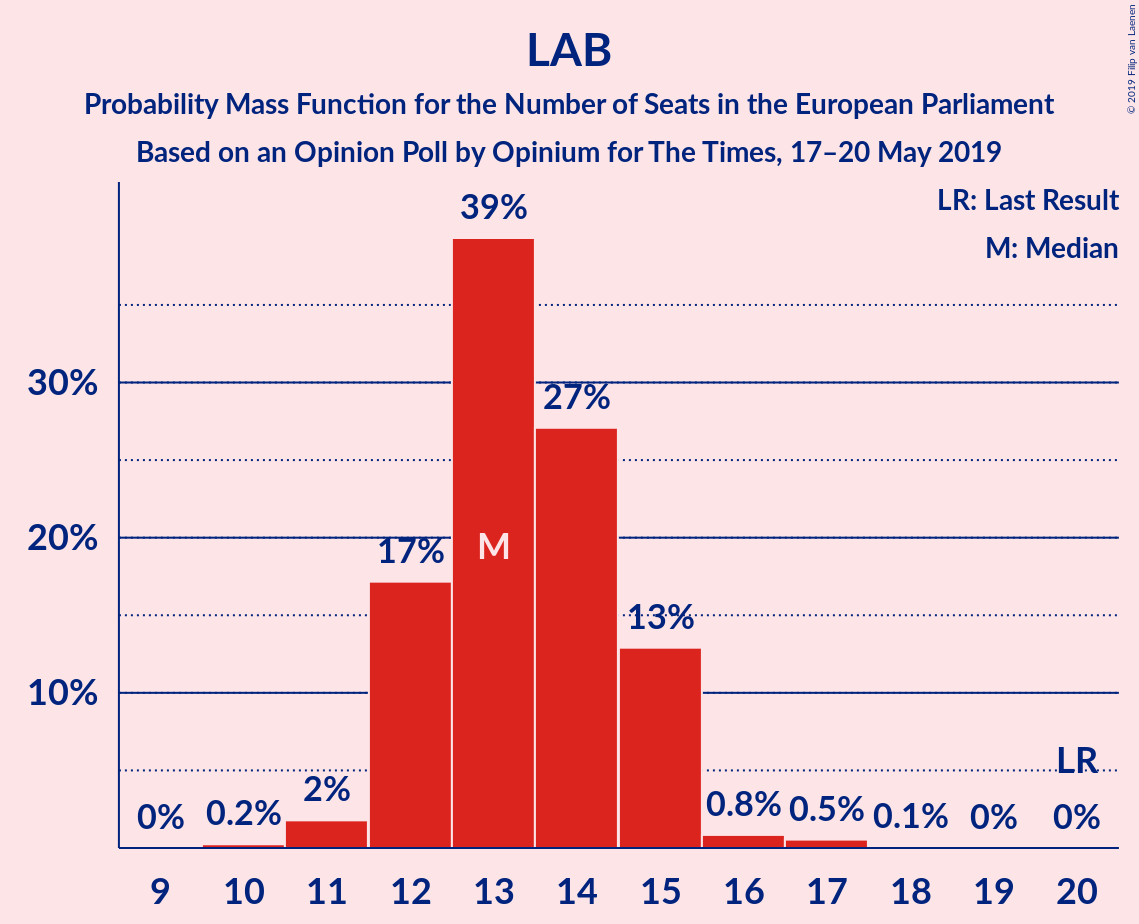 LAB
Probability Mass Function for the Number of Seats in the European Parliament
Based on an Opinion Poll by Opinium for The Times, 17–20 May 2019
© 2019 Filip van Laenen
LR: Last Result
M: Median
39%
30%
27%
20%
17%
M
13%
10%
LR
0%
0.2%
2%
0.8%
0.5%
0.1%
0%
0%
9 10 11 12 13 14 15 16 17 18 19 20